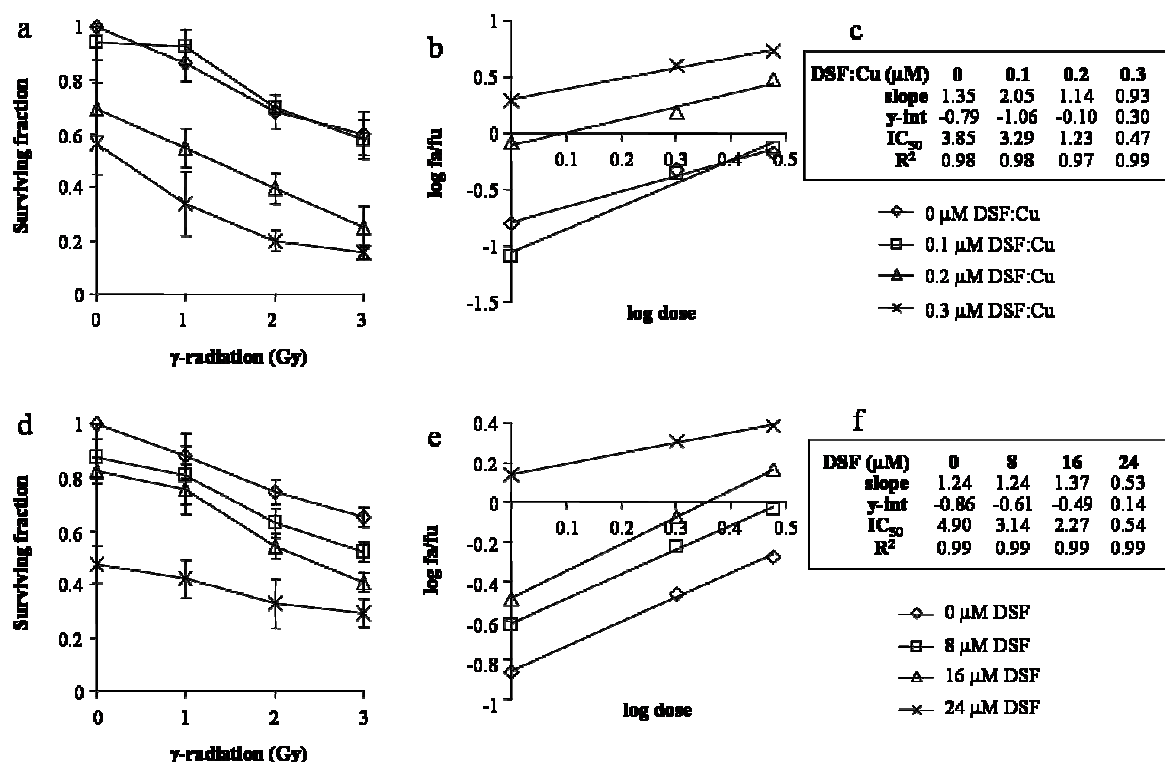 a
1
0.8
0.6
0.4
0.2
0
Surviving fraction
0 1 2 3
γ-radiation (Gy)
b
1
0.5
0
-0.5
-1
-1.5
log fa/fu
0.1 0.2 0.3 0.4 0.5
log dose
c
DSF:Cu (μM) 0 0.1 0.2 0.3
slope 1.35 2.05 1.14 0.93
y-int -0.79 -1.06 -0.10 0.30
IC50 3.85 3.29 1.23 0.47
R² 0.98 0.98 0.97 0.99
0 μM DSF:Cu
0.1 μM DSF:Cu
0.2 μM DSF:Cu
0.3 μM DSF:Cu
d
1
0.8
0.6
0.4
0.2
0
Surviving fraction
0 1 2 3
γ-radiation (Gy)
e
0.4
0.2
0
-0.2
-0.4
-0.6
-0.8
-1
log fa/fu
0.1 0.2 0.3 0.4 0.5
log dose
f
DSF (μM) 0 8 16 24
slope 1.24 1.24 1.37 0.53
y-int -0.86 -0.61 -0.49 0.14
IC50 4.90 3.14 2.27 0.54
R² 0.99 0.99 0.99 0.99
0 μM DSF
8 μM DSF
16 μM DSF
24 μM DSF